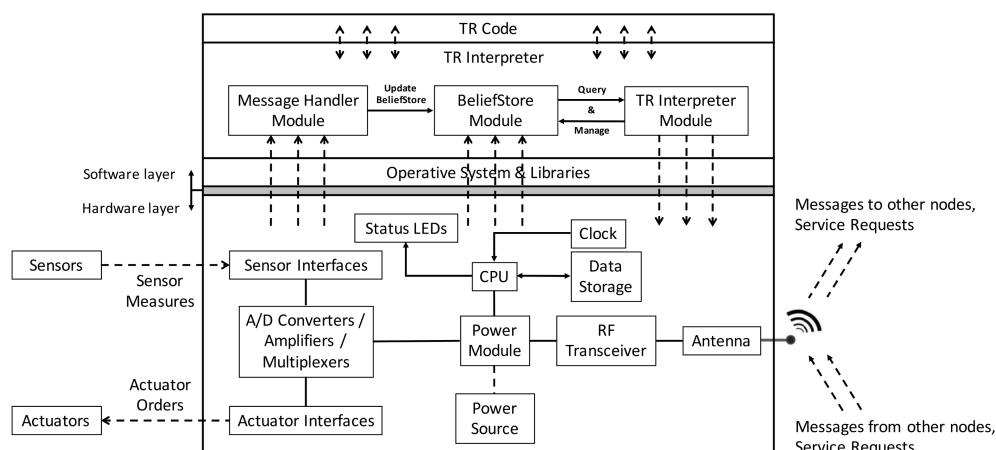 TR Code
TR Interpreter
Message Handler
Module
Update
BeliefStore
BeliefStore
Module
Query
&
Manage
TR Interpreter
Module
Operative System & Libraries
Software layer
Hardware layer
Messages to other nodes,
Service Requests
Status LEDs
Clock
Sensors
Sensor
Measures
Sensor Interfaces
CPU
Data
Storage
A/D Converters /
Amplifiers /
Multiplexers
Power
Module
RF
Transceiver
Antenna
Actuator
Orders
Actuators
Actuator Interfaces
Power
Source
Messages from other nodes,
Service Requests